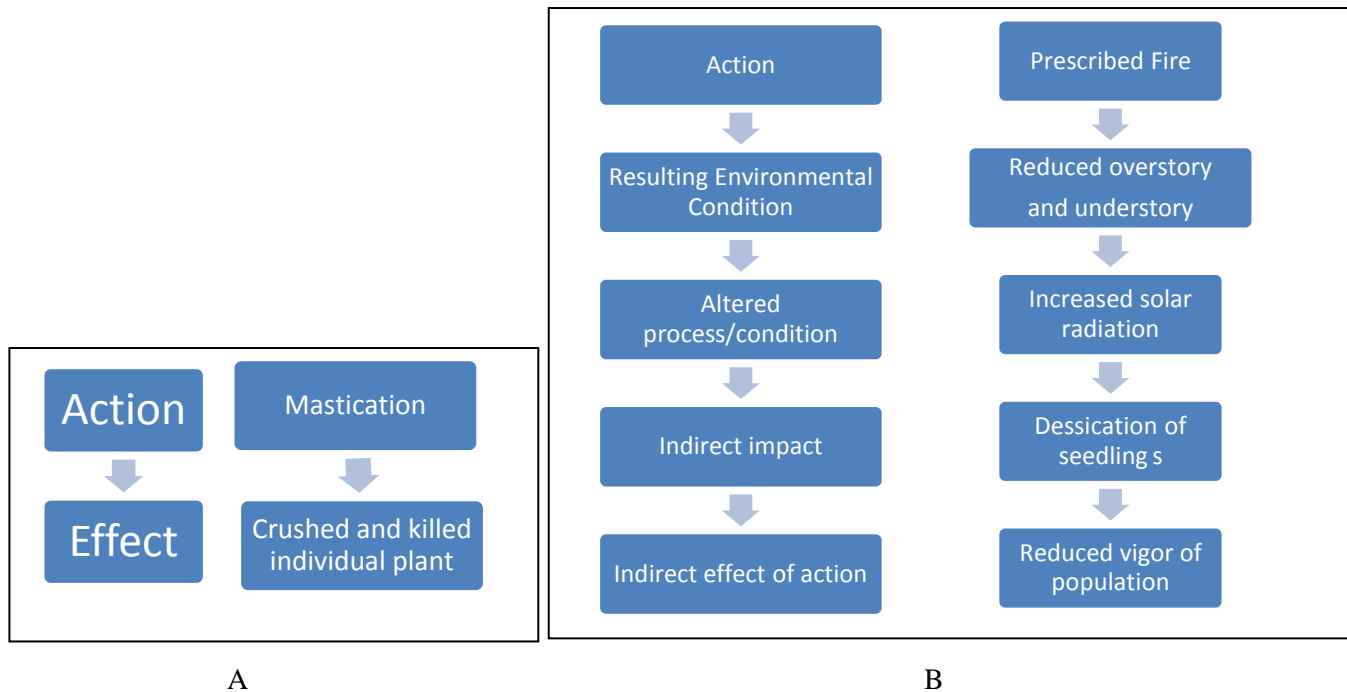 Action
Effect
Mastication
Crushed and killed
individual plant
A
Action
Resulting Environmental
Condition
Altered
process/condition
Indirect impact
Indirect effect of action
Prescribed Fire
Reduced overstory
and understory
Increased solar
radiation
Dessication of
seedling s
Reduced vigor of
population
B